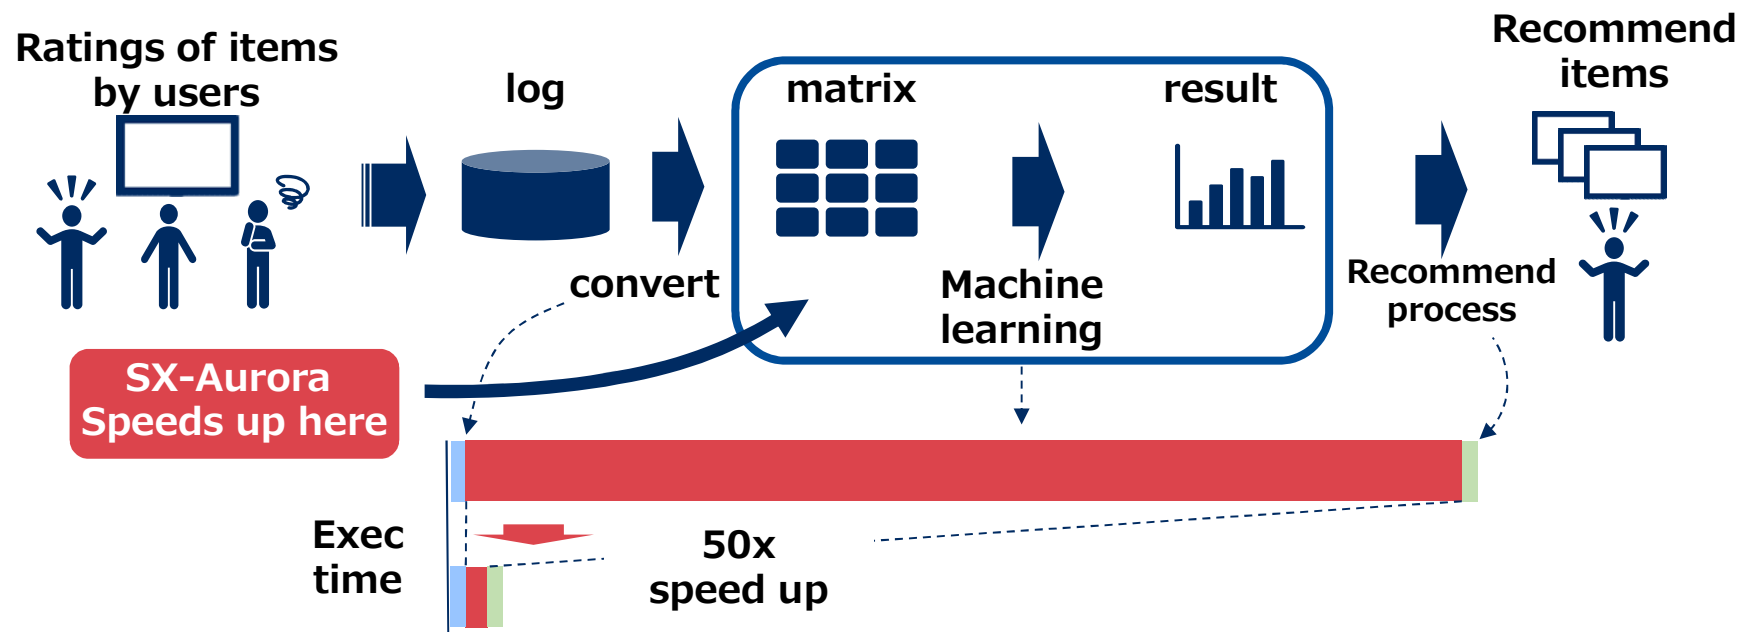 Ratings of items
by users
log
matrix
result
Recommend
items
convert
Machine
learning
Recommend
process
SX-Aurora
Speeds up here
Exec
time
50x
speed up